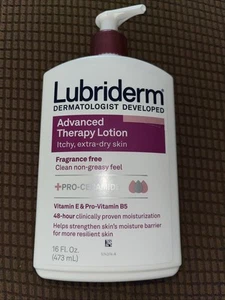 Lubriderm
DERMATOLOGIST DEVELOPED
Advanced
Therapy Lotion
Itchy, extra-dry skin
Fragrance free
Clean non-greasy feel
+PRO-CERAMIDE
Vitamin E & Pro-Vitamin B5
48-hour clinically proven moisturization
Helps strengthen skin's moisture barrier
for more resilient skin
16 Fl. Oz.
(473 mL)